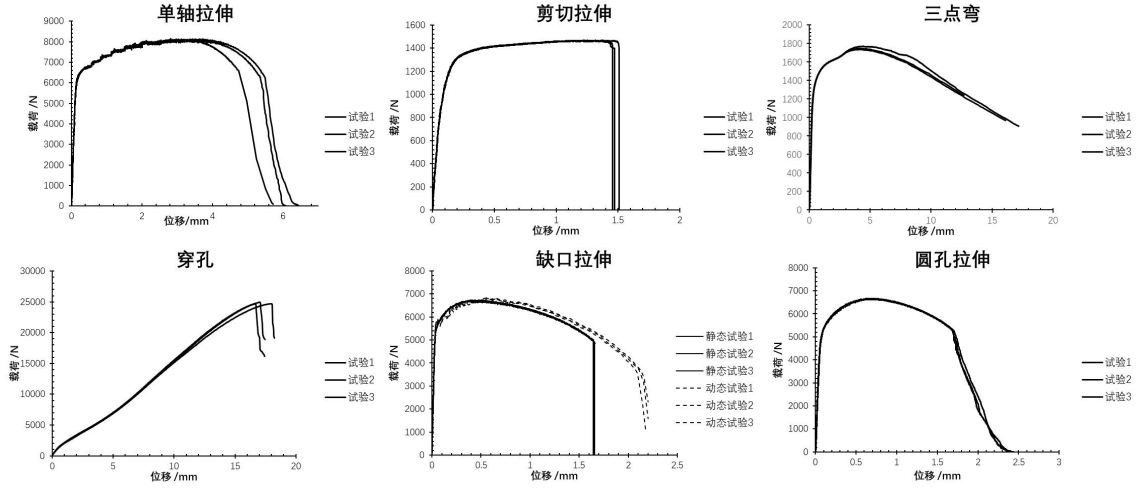 单轴拉伸
9000
8000
7000
6000
5000
4000
3000
2000
1000
0
载荷 /N
0 2 4 6
位移/mm
试验1
试验2
试验3
剪切拉伸
1600
1400
1200
1000
800
600
400
200
0
载荷 /N
0 0.5 1 1.5 2
位移 /mm
试验1
试验2
试验3
三点弯
2000
1800
1600
1400
1200
1000
800
600
400
200
0
载荷 /N
0 5 10 15 20
位移 /mm
试验1
试验2
试验3
穿孔
30000
25000
20000
15000
10000
5000
0
载荷 /N
0 5 10 15 20
位移 /mm
试验1
试验2
试验3
缺口拉伸
8000
7000
6000
5000
4000
3000
2000
1000
0
载荷 /N
0 0.5 1 1.5 2 2.5
位移 /mm
静态试验1
静态试验2
静态试验3
动态试验1
动态试验2
动态试验3
圆孔拉伸
8000
7000
6000
5000
4000
3000
2000
1000
0
载荷 /N
0 0.5 1 1.5 2 2.5 3
位移 /mm
试验1
试验2
试验3